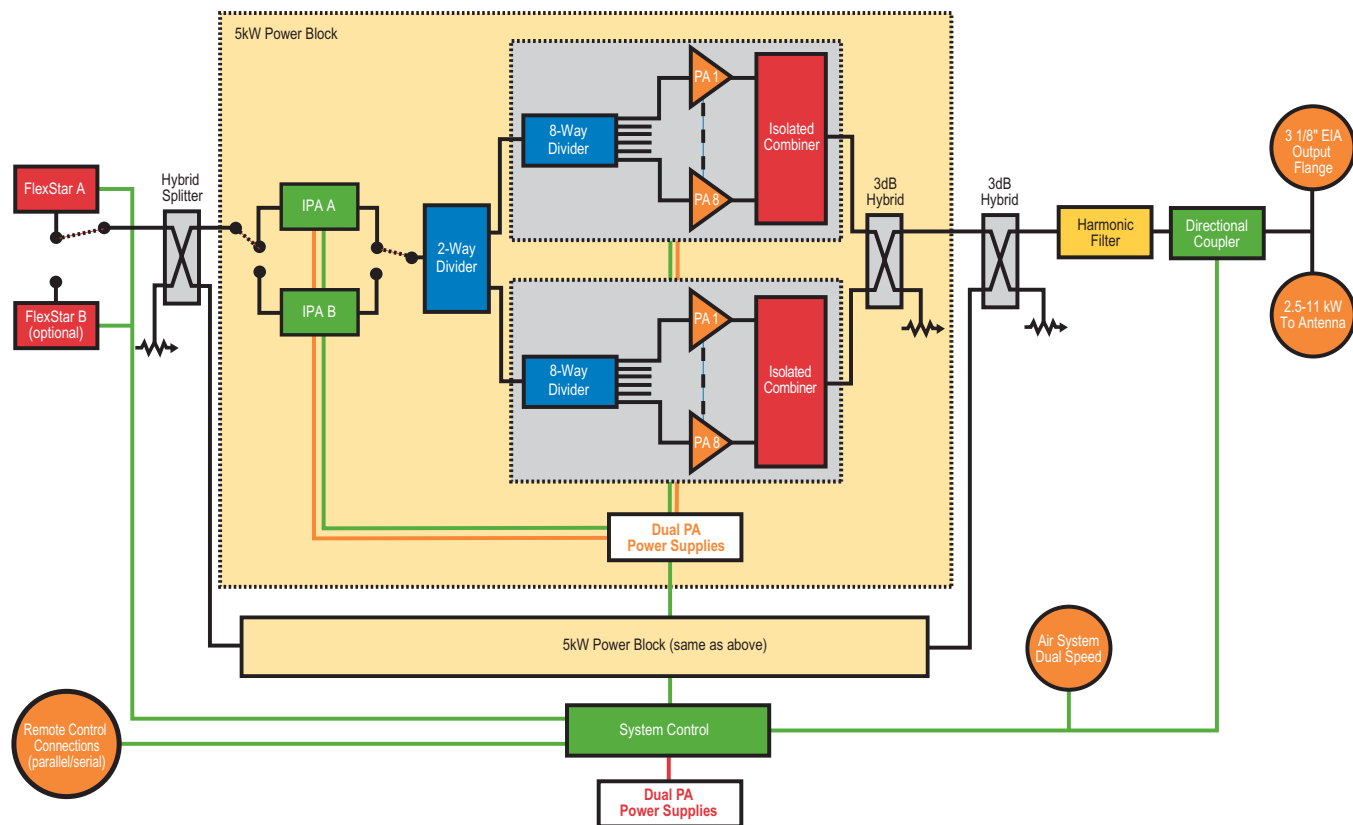 5kW Power Block
FlexStar A
FlexStar B
(optional)
Hybrid
Splitter
IPA A
IPA B
2-Way
Divider
8-Way
Divider
PA 1
PA 8
Isolated
Combiner
8-Way
Divider
PA 1
PA 8
Isolated
Combiner
3dB
Hybrid
3dB
Hybrid
Harmonic
Filter
Directional
Coupler
3 1/8" EIA
Output
Flange
2.5-11 kW
To Antenna
Dual PA
Power Supplies
5kW Power Block (same as above)
Air System
Dual Speed
Remote Control
Connections
(parallel/serial)
System Control
Dual PA
Power Supplies